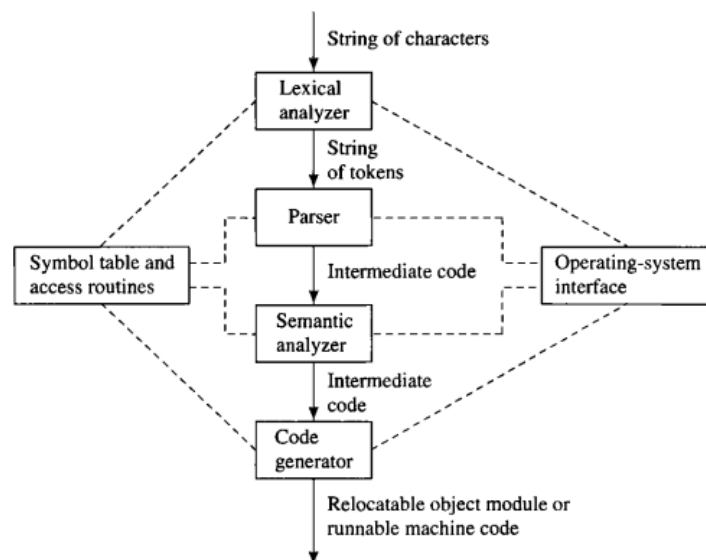 String of characters
Lexical
analyzer
String
of tokens
Parser
Symbol table and
access routines
Intermediate code
Operating-system
interface
Semantic
analyzer
Intermediate
code
Code
generator
Relocatable object module or
runnable machine code